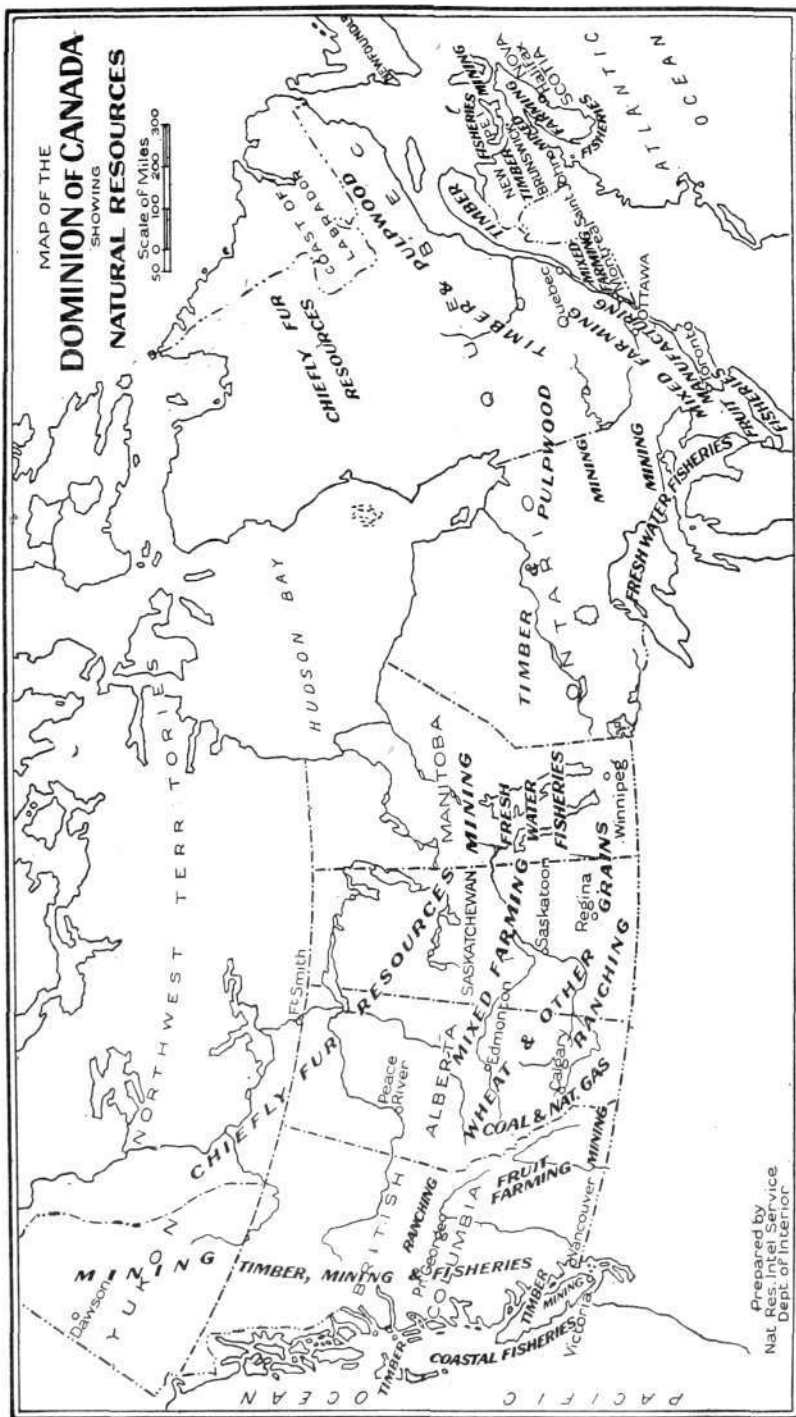 MAP OF THE
DOMINION OF CANADA
SHOWING
NATURAL RESOURCES
Scale of Miles
50 0 100 200 300
NORTHWEST TERRITORIES
YUKON
Dawson
MINING
CHIEFLY FUR RESOURCES
Ft Smith
HUDSON BAY
CHIEFLY FUR
RESOURCES
COAST OF
LABRADOR
NEWFOUNDL
QUEBEC
TIMBER & PULPWOOD
TIMBER
BRITISH
COLUMBIA
TIMBER, MINING & FISHERIES
RANCHING
Pr. George
TIMBER
COASTAL FISHERIES
TIMBER
MINING
Victoria
Vancouver
FRUIT
FARMING
MINING
PACIFIC OCEAN
ALBERTA
Peace
River
Edmonton
Calgary
COAL & NAT. GAS
MIXED FARMING
WHEAT & OTHER
GRAINS
RANCHING
SASKATCHEWAN
Saskatoon
Regina
MANITOBA
MINING
FRESH
WATER
FISHERIES
Winnipeg
ONTARIO
TIMBER & PULPWOOD
MINING
MINING
FRESH WATER FISHERIES
MIXED FARMING
MANUFACTURING
FRUIT
FISHERIES
Toronto
OTTAWA
Montreal
Quebec
MIXED
FARMING
NEW
BRUNSWICK
TIMBER
Saint John
P.E.I.
FISHERIES
MINING
TIMBER
MIXED
FARMING
NOVA
SCOTIA
Halifax
FISHERIES
ATLANTIC
OCEAN
Prepared by
Nat Res. Intel Service
Dept. of Interior